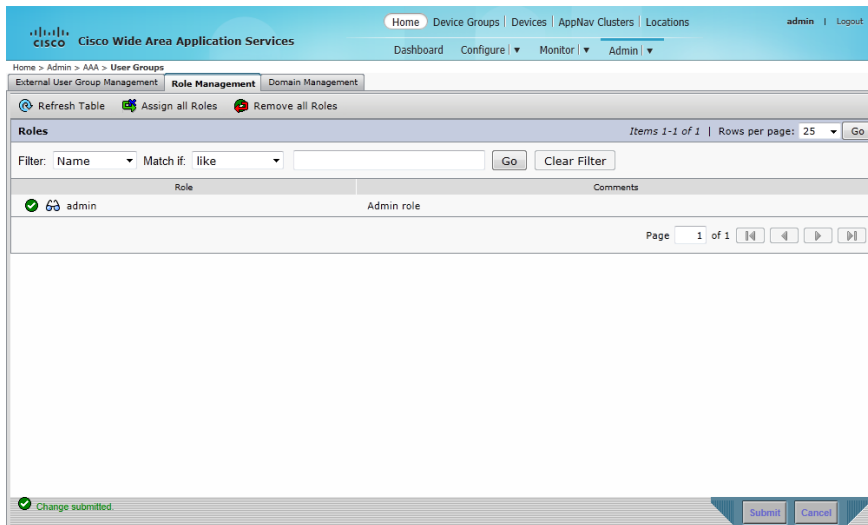 Home Device Groups | Devices | AppNav Clusters | Locations admin | Logout
CISCO Cisco Wide Area Application Services
Dashboard Configure | ▼ Monitor | ▼ Admin | ▼
Home > Admin > AAA > User Groups
External User Group Management Role Management Domain Management
Refresh Table Assign all Roles Remove all Roles
Roles Items 1-1 of 1 | Rows per page: 25 Go
Filter: Name Match if: like Go Clear Filter
Role Comments
admin Admin role
Page 1 of 1
Change submitted. Submit Cancel